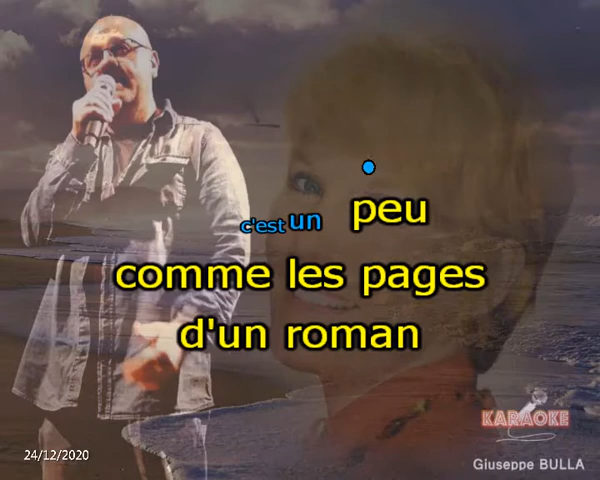 c'est un peu
comme les pages
d'un roman
KARAOKE
24/12/2020
Giuseppe BULLA